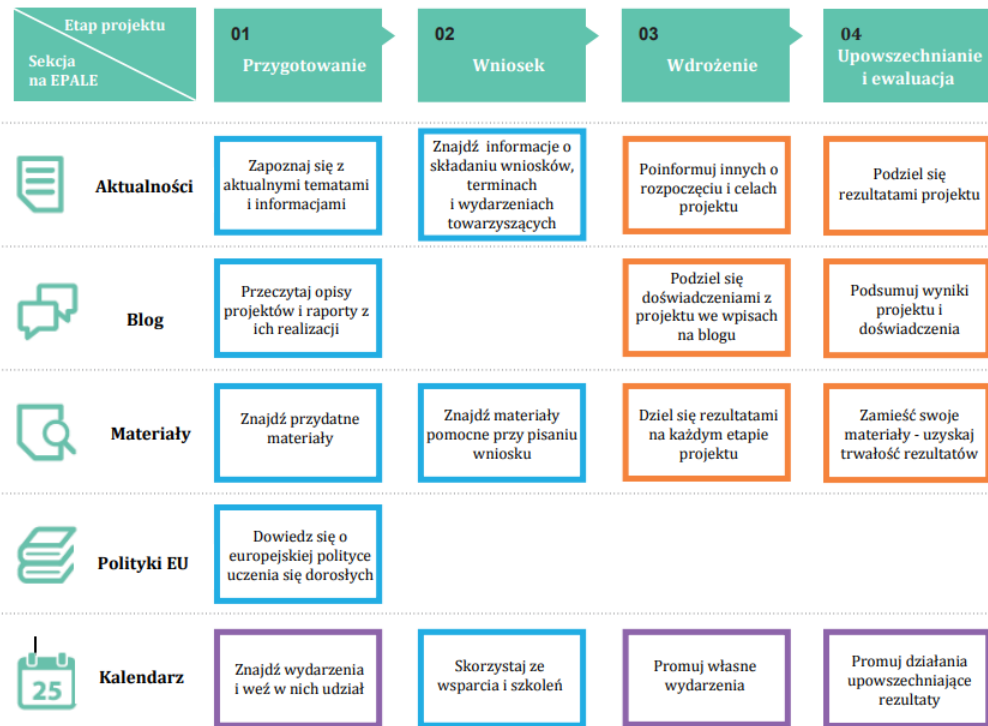 Etap projektu
Sekcja
na EPALE
01
Przygotowanie
02
Wniosek
03
Wdrożenie
04
Upowszechnianie
i ewaluacja
Aktualności
Zapoznaj się z
aktualnymi tematami
i informacjami
Znajdź informacje o
składaniu wniosków,
terminach
i wydarzeniach
towarzyszących
Poinformuj innych o
rozpoczęciu i celach
projektu
Podziel się
rezultatami projektu
Blog
Przeczytaj opisy
projektów i raporty z
ich realizacji
Podziel się
doświadczeniami z
projektu we wpisach
na blogu
Podsumuj wyniki
projektu i
doświadczenia
Materiały
Znajdź przydatne
materiały
Znajdź materiały
pomocne przy pisaniu
wniosku
Dziel się rezultatami
na każdym etapie
projektu
Zamieść swoje
materiały - uzyskaj
trwałość rezultatów
Polityki EU
Dowiedz się o
europejskiej polityce
uczenia się dorosłych
25
Kalendarz
Znajdź wydarzenia
i weź w nich udział
Skorzystaj ze
wsparcia i szkoleń
Promuj własne
wydarzenia
Promuj działania
upowszechniające
rezultaty